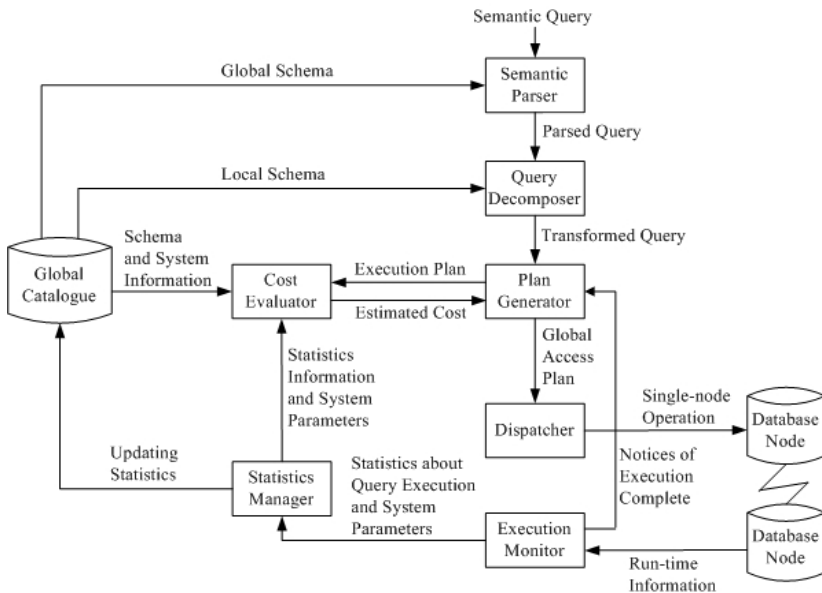 Semantic Query
Global Schema
Semantic
Parser
Parsed Query
Local Schema
Query
Decomposer
Transformed Query
Schema
and System
Information
Global
Catalogue
Cost
Evaluator
Execution Plan
Estimated Cost
Plan
Generator
Global
Access
Plan
Statistics
Information
and System
Parameters
Dispatcher
Single-node
Operation
Database
Node
Updating
Statistics
Statistics
Manager
Statistics about
Query Execution
and System
Parameters
Notices of
Execution
Complete
Execution
Monitor
Run-time
Information
Database
Node